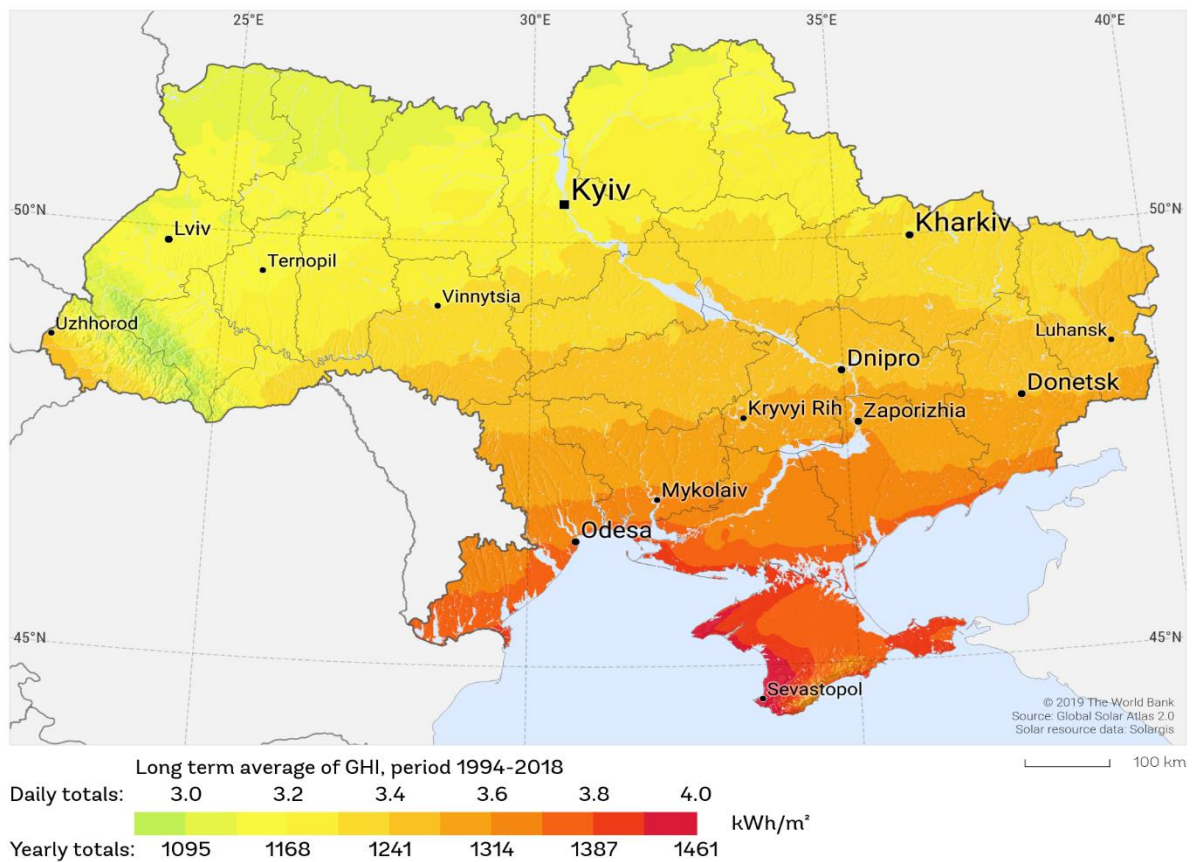 25°E 30°E 35°E 40°E
50°N
50°N
Kyiv
Lviv
Kharkiv
Ternopil
Vinnytsia
Uzhhorod
Luhansk
Dnipro
Donetsk
Kryvyi Rih
Zaporizhia
Mykolaiv
Odesa
45°N
45°N
Sevastopol
© 2019 The World Bank
Source: Global Solar Atlas 2.0
Solar resource data: Solargis
100 km
Long term average of GHI, period 1994-2018
Daily totals: 3.0 3.2 3.4 3.6 3.8 4.0
kWh/m²
Yearly totals: 1095 1168 1241 1314 1387 1461